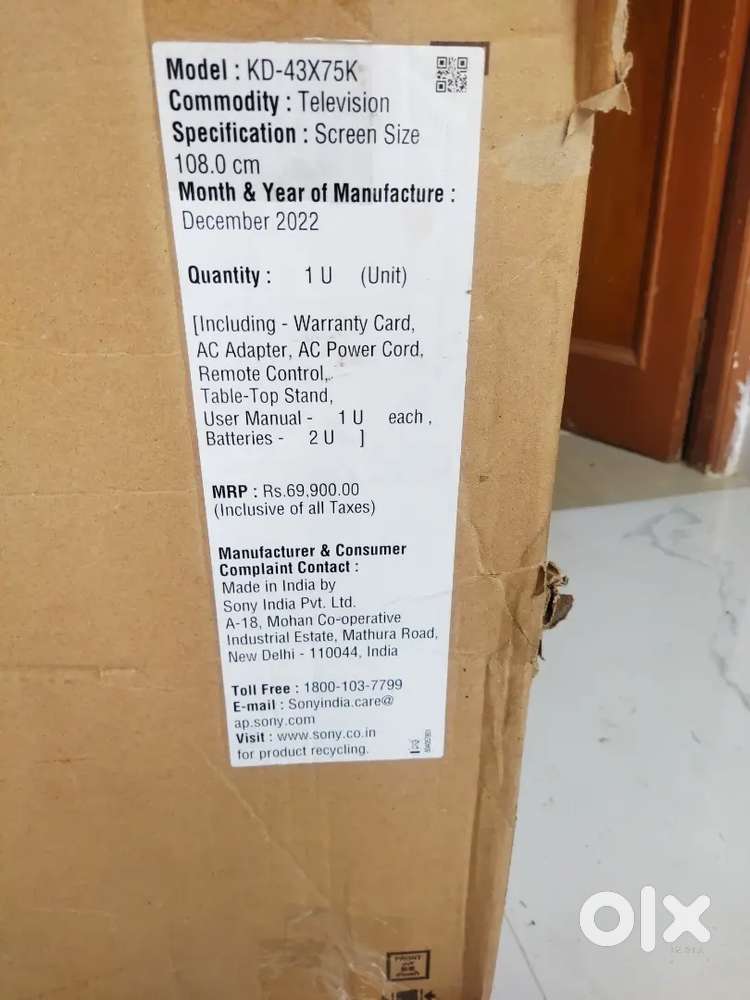 Model : KD-43X75K
Commodity : Television
Specification : Screen Size
108.0 cm
Month & Year of Manufacture :
December 2022
Quantity : 1 U (Unit)
[Including - Warranty Card,
AC Adapter, AC Power Cord,
Remote Control,
Table-Top Stand,
User Manual - 1 U each ,
Batteries - 2 U ]
MRP : Rs.69,900.00
(Inclusive of all Taxes)
Manufacturer & Consumer
Complaint Contact :
Made in India by
Sony India Pvt. Ltd.
A-18, Mohan Co-operative
Industrial Estate, Mathura Road,
New Delhi - 110044, India
Toll Free : 1800-103-7799
E-mail : Sonyindia.care@
ap.sony.com
Visit : www.sony.co.in
for product recycling.
FRONT
olx